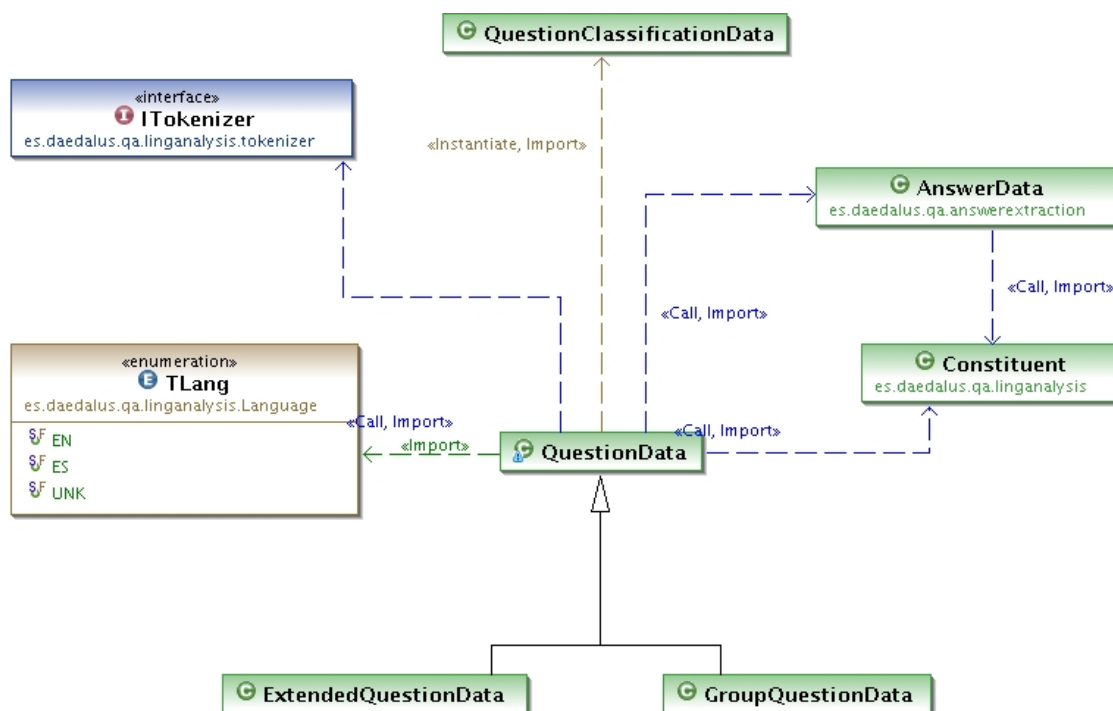 QuestionClassificationData
«interface»
ITokenizer
es.daedalus.qa.linganalysis.tokenizer
«Instantiate, Import»
AnswerData
es.daedalus.qa.answerextraction
«Call, Import»
«Call, Import»
«enumeration»
TLang
es.daedalus.qa.linganalysis.Language
EN
ES
UNK
Constituent
es.daedalus.qa.linganalysis
«Call, Import»
«Import»
«Call, Import»
QuestionData
ExtendedQuestionData
GroupQuestionData